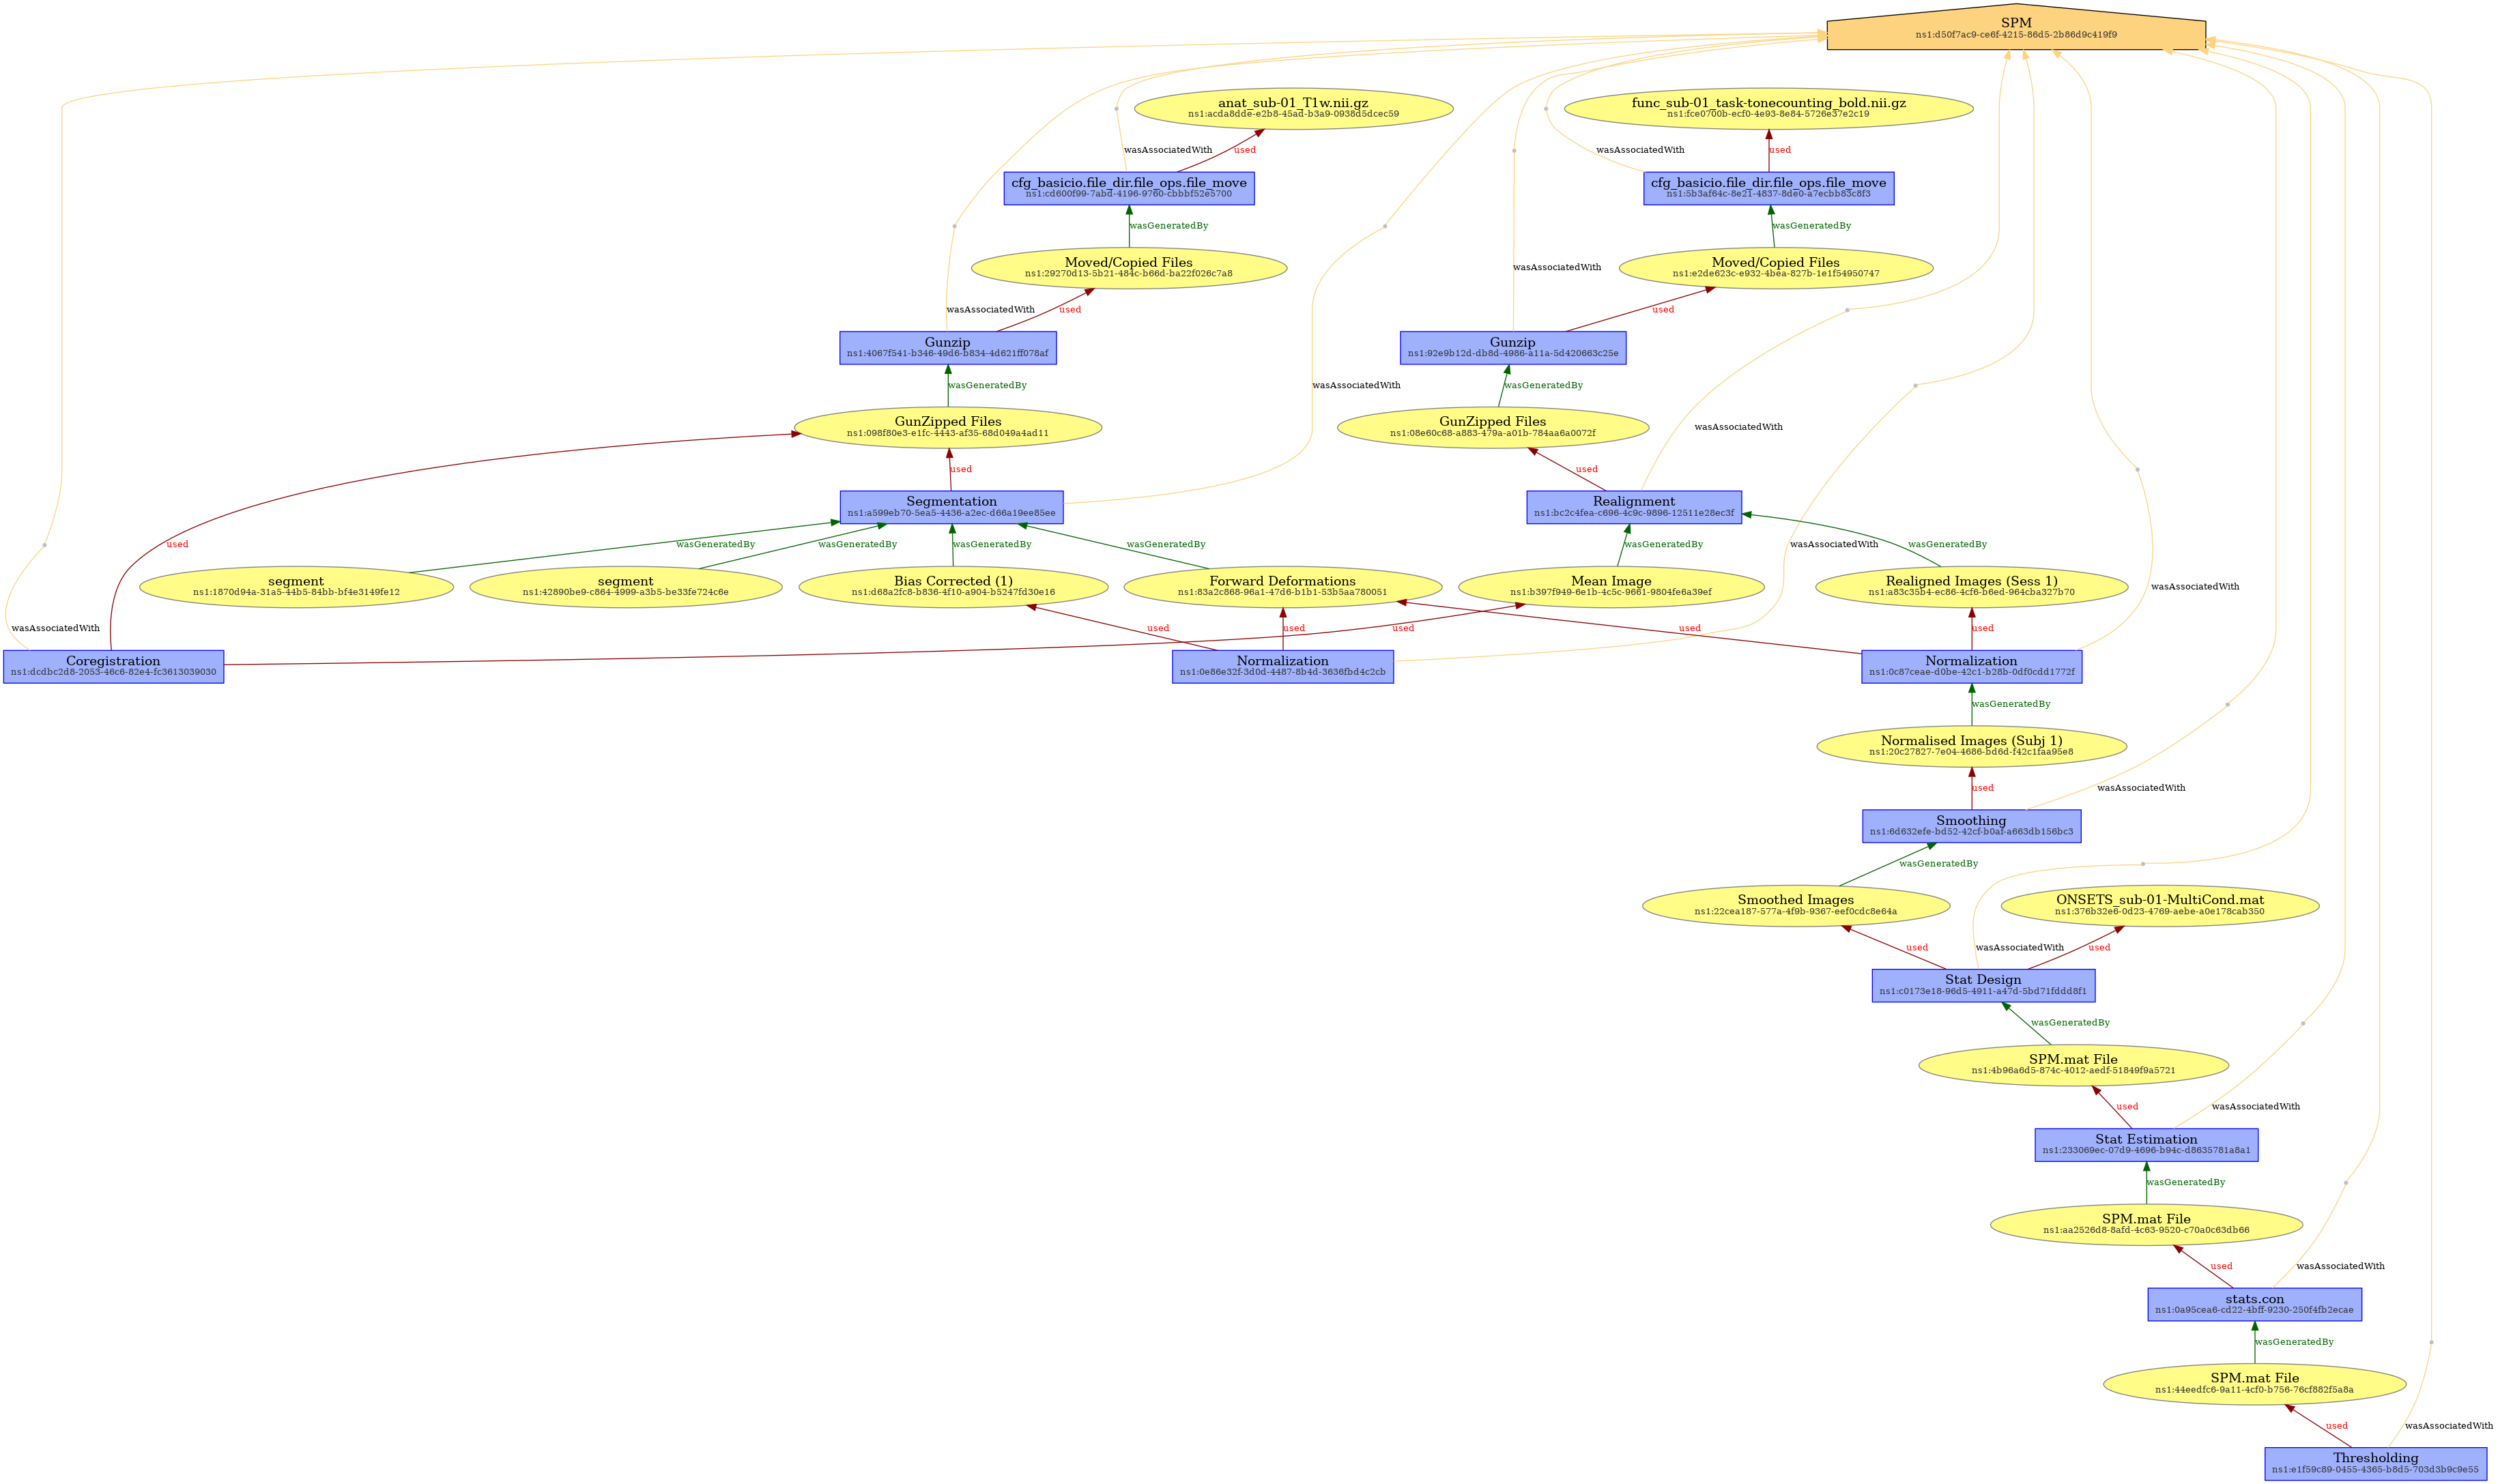 SPM
ns1:d50f7ac9-ce6f-4215-86d5-2b86d9c419f9
anat_sub-01_T1w.nii.gz
ns1:acda8dde-e2b8-45ad-b3a9-0938d5dcec59
func_sub-01_task-tonecounting_bold.nii.gz
ns1:fce0700b-ecf0-4e93-8e84-5726e37e2c19
wasAssociatedWith
used
wasAssociatedWith
used
cfg_basicio.file_dir.file_ops.file_move
ns1:cd600f99-7abd-4196-9760-cbbbf52e5700
cfg_basicio.file_dir.file_ops.file_move
ns1:5b3af64c-8e21-4837-8de0-a7ecbb83c8f3
wasGeneratedBy
wasGeneratedBy
Moved/Copied Files
ns1:29270d13-5b21-484c-b66d-ba22f026c7a8
wasAssociatedWith
Moved/Copied Files
ns1:e2de623c-e932-4bea-827b-1e1f54950747
wasAssociatedWith
used
used
Gunzip
ns1:4067f541-b346-49d6-b834-4d621ff078af
Gunzip
ns1:92e9b12d-db8d-4986-a11a-5d420663c25e
wasGeneratedBy
wasAssociatedWith
wasGeneratedBy
GunZipped Files
ns1:098f80e3-e1fc-4443-af35-68d049a4ad11
GunZipped Files
ns1:08e60c68-a883-479a-a01b-784aa6a0072f
wasAssociatedWith
used
used
Segmentation
ns1:a599eb70-5ea5-4436-a2ec-d66a19ee85ee
Realignment
ns1:bc2c4fea-c696-4c9c-9896-12511e28ec3f
used
wasGeneratedBy
wasGeneratedBy
wasGeneratedBy
wasGeneratedBy
wasGeneratedBy
wasAssociatedWith
wasGeneratedBy
segment
ns1:1870d94a-31a5-44b5-84bb-bf4e3149fe12
segment
ns1:42890be9-c864-4999-a3b5-be33fe724c6e
Bias Corrected (1)
ns1:d68a2fc8-b836-4f10-a904-b5247fd30e16
Forward Deformations
ns1:83a2c868-96a1-47d6-b1b1-53b5aa780051
Mean Image
ns1:b397f949-6e1b-4c5c-9661-9804fe6a39ef
Realigned Images (Sess 1)
ns1:a83c35b4-ec86-4cf6-b6ed-964cba327b70
wasAssociatedWith
wasAssociatedWith
used
used
used
used
used
Coregistration
ns1:dcdbc2d8-2053-46c6-82e4-fc3613039030
Normalization
ns1:0e86e32f-3d0d-4487-8b4d-3636fbd4c2cb
Normalization
ns1:0c87ceae-d0be-42c1-b28b-0df0cdd1772f
wasGeneratedBy
Normalised Images (Subj 1)
ns1:20c27827-7e04-4686-bd6d-f42c1faa95e8
used
wasAssociatedWith
Smoothing
ns1:6d632efe-bd52-42cf-b0af-a663db156bc3
wasGeneratedBy
Smoothed Images
ns1:22cea187-577a-4f9b-9367-eef0cdc8e64a
ONSETS_sub-01-MultiCond.mat
ns1:376b32e6-0d23-4769-aebe-a0e178cab350
used
wasAssociatedWith
used
Stat Design
ns1:c0173e18-96d5-4911-a47d-5bd71fddd8f1
wasGeneratedBy
SPM.mat File
ns1:4b96a6d5-874c-4012-aedf-51849f9a5721
used
wasAssociatedWith
Stat Estimation
ns1:233069ec-07d9-4696-b94c-d8635781a8a1
wasGeneratedBy
SPM.mat File
ns1:aa2526d8-8afd-4c63-9520-c70a0c63db66
used
wasAssociatedWith
stats.con
ns1:0a95cea6-cd22-4bff-9230-250f4fb2ecae
wasGeneratedBy
SPM.mat File
ns1:44eedfc6-9a11-4cf0-b756-76cf882f5a8a
used
wasAssociatedWith
Thresholding
ns1:e1f59c89-0455-4365-b8d5-703d3b9c9e55